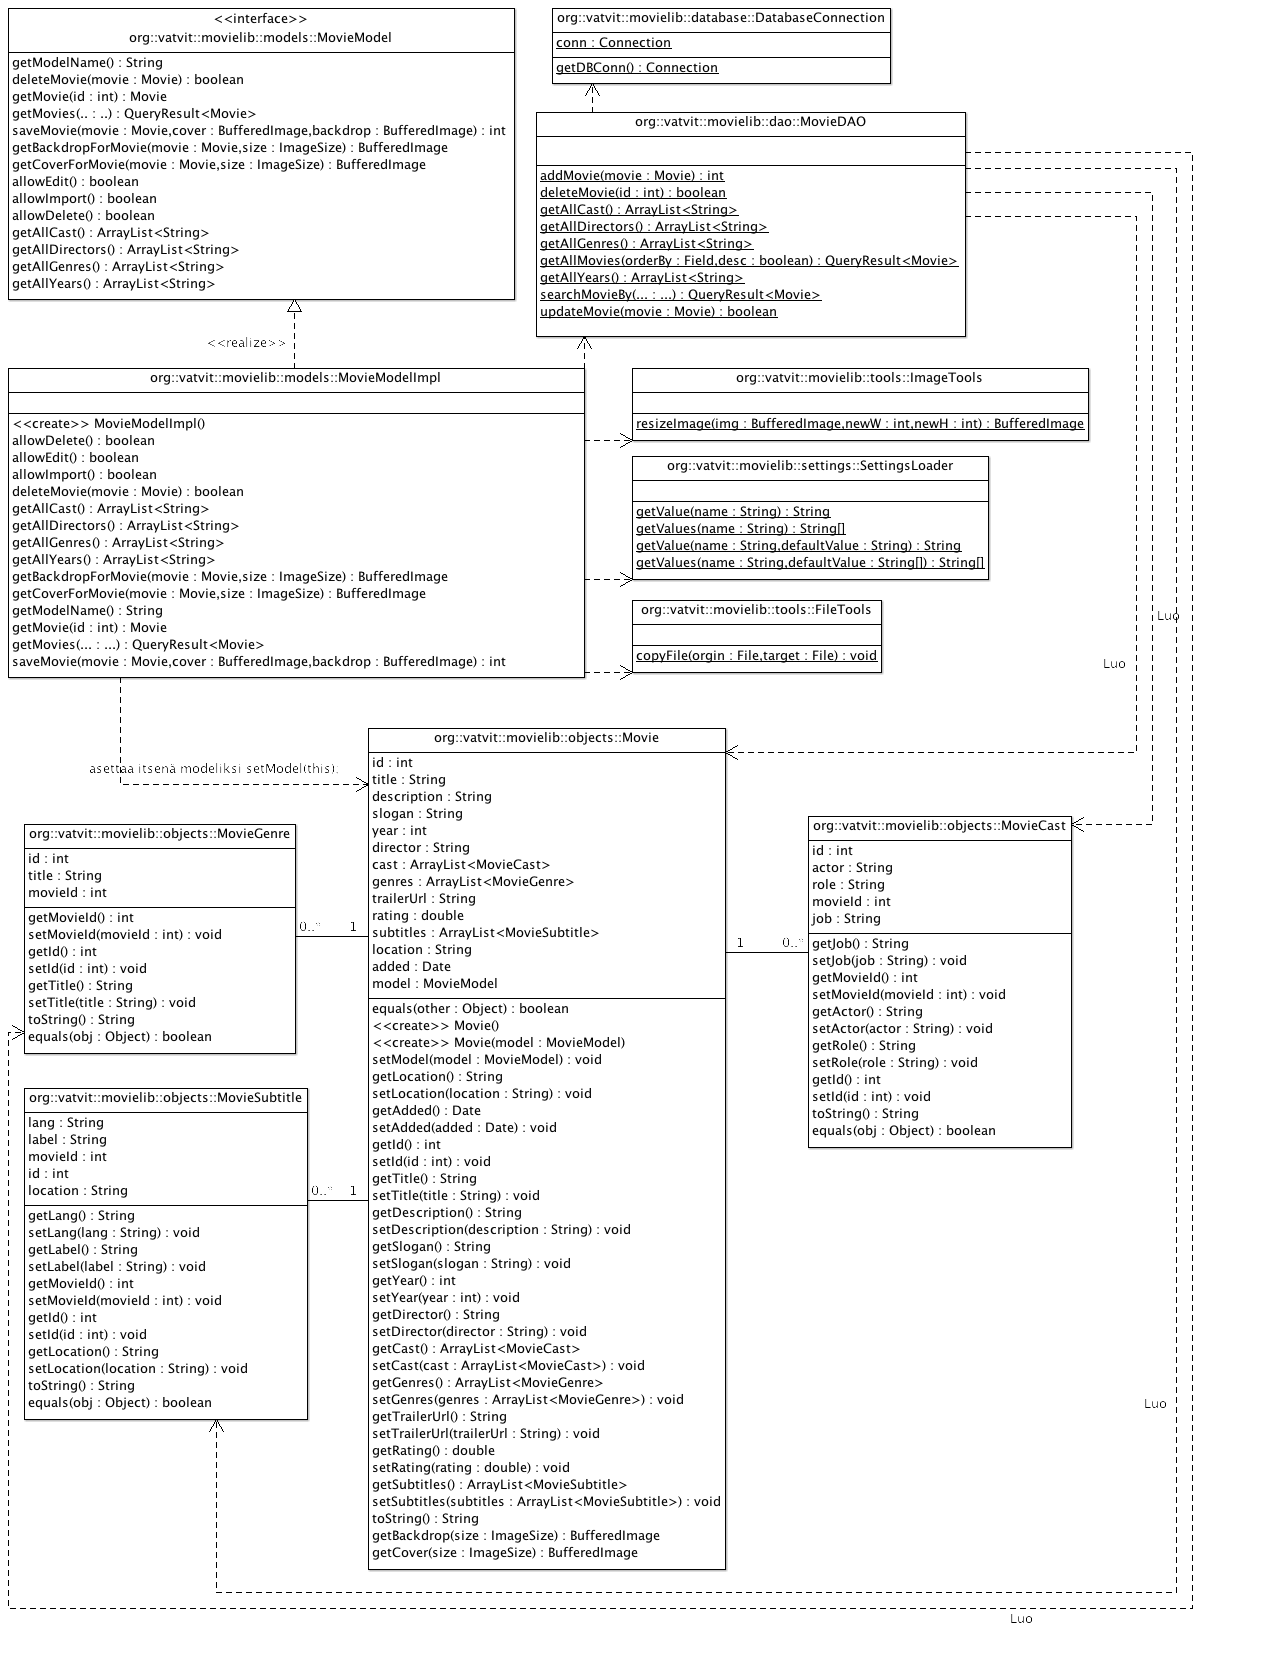 <<interface>>
org::vatvit::movielib::models::MovieModel
getModelName() : String
deleteMovie(movie : Movie) : boolean
getMovie(id : int) : Movie
getMovies(.. : ..) : QueryResult<Movie>
saveMovie(movie : Movie,cover : BufferedImage,backdrop : BufferedImage) : int
getBackdropForMovie(movie : Movie,size : ImageSize) : BufferedImage
getCoverForMovie(movie : Movie,size : ImageSize) : BufferedImage
allowEdit() : boolean
allowImport() : boolean
allowDelete() : boolean
getAllCast() : ArrayList<String>
getAllDirectors() : ArrayList<String>
getAllGenres() : ArrayList<String>
getAllYears() : ArrayList<String>
org::vatvit::movielib::database::DatabaseConnection
conn : Connection
getDBConn() : Connection
org::vatvit::movielib::dao::MovieDAO
addMovie(movie : Movie) : int
deleteMovie(id : int) : boolean
getAllCast() : ArrayList<String>
getAllDirectors() : ArrayList<String>
getAllGenres() : ArrayList<String>
getAllMovies(orderBy : Field,desc : boolean) : QueryResult<Movie>
getAllYears() : ArrayList<String>
searchMovieBy(... : ...) : QueryResult<Movie>
updateMovie(movie : Movie) : boolean
<<realize>>
org::vatvit::movielib::models::MovieModelImpl
<<create>> MovieModelImpl()
allowDelete() : boolean
allowEdit() : boolean
allowImport() : boolean
deleteMovie(movie : Movie) : boolean
getAllCast() : ArrayList<String>
getAllDirectors() : ArrayList<String>
getAllGenres() : ArrayList<String>
getAllYears() : ArrayList<String>
getBackdropForMovie(movie : Movie,size : ImageSize) : BufferedImage
getCoverForMovie(movie : Movie,size : ImageSize) : BufferedImage
getModelName() : String
getMovie(id : int) : Movie
getMovies(... : ...) : QueryResult<Movie>
saveMovie(movie : Movie,cover : BufferedImage,backdrop : BufferedImage) : int
org::vatvit::movielib::tools::ImageTools
resizeImage(img : BufferedImage,newW : int,newH : int) : BufferedImage
org::vatvit::movielib::settings::SettingsLoader
getValue(name : String) : String
getValues(name : String) : String[]
getValue(name : String,defaultValue : String) : String
getValues(name : String,defaultValue : String[]) : String[]
org::vatvit::movielib::tools::FileTools
copyFile(orgin : File,target : File) : void
Luo
Luo
asettaa itsenä modeliksi setModel(this);
org::vatvit::movielib::objects::Movie
id : int
title : String
description : String
slogan : String
year : int
director : String
cast : ArrayList<MovieCast>
genres : ArrayList<MovieGenre>
trailerUrl : String
rating : double
subtitles : ArrayList<MovieSubtitle>
location : String
added : Date
model : MovieModel
equals(other : Object) : boolean
<<create>> Movie()
<<create>> Movie(model : MovieModel)
setModel(model : MovieModel) : void
getLocation() : String
setLocation(location : String) : void
getAdded() : Date
setAdded(added : Date) : void
getId() : int
setId(id : int) : void
getTitle() : String
setTitle(title : String) : void
getDescription() : String
setDescription(description : String) : void
getSlogan() : String
setSlogan(slogan : String) : void
getYear() : int
setYear(year : int) : void
getDirector() : String
setDirector(director : String) : void
getCast() : ArrayList<MovieCast>
setCast(cast : ArrayList<MovieCast>) : void
getGenres() : ArrayList<MovieGenre>
setGenres(genres : ArrayList<MovieGenre>) : void
getTrailerUrl() : String
setTrailerUrl(trailerUrl : String) : void
getRating() : double
setRating(rating : double) : void
getSubtitles() : ArrayList<MovieSubtitle>
setSubtitles(subtitles : ArrayList<MovieSubtitle>) : void
toString() : String
getBackdrop(size : ImageSize) : BufferedImage
getCover(size : ImageSize) : BufferedImage
org::vatvit::movielib::objects::MovieGenre
id : int
title : String
movieId : int
getMovieId() : int
setMovieId(movieId : int) : void
getId() : int
setId(id : int) : void
getTitle() : String
setTitle(title : String) : void
toString() : String
equals(obj : Object) : boolean
0..* 1
org::vatvit::movielib::objects::MovieSubtitle
lang : String
label : String
movieId : int
id : int
location : String
getLang() : String
setLang(lang : String) : void
getLabel() : String
setLabel(label : String) : void
getMovieId() : int
setMovieId(movieId : int) : void
getId() : int
setId(id : int) : void
getLocation() : String
setLocation(location : String) : void
toString() : String
equals(obj : Object) : boolean
0..* 1
1 0..*
org::vatvit::movielib::objects::MovieCast
id : int
actor : String
role : String
movieId : int
job : String
getJob() : String
setJob(job : String) : void
getMovieId() : int
setMovieId(movieId : int) : void
getActor() : String
setActor(actor : String) : void
getRole() : String
setRole(role : String) : void
getId() : int
setId(id : int) : void
toString() : String
equals(obj : Object) : boolean
Luo
Luo